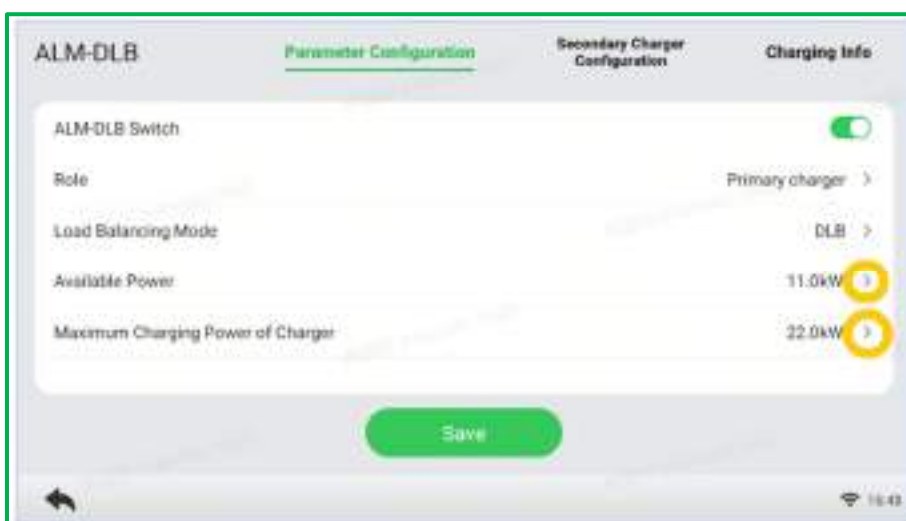 ALM-DLB
Parameter Configuration
Secondary Charger
Configuration
Charging Info
ALM-DLB Switch
Role
Primary charger >
Load Balancing Mode
DLB >
Available Power
11.0kW >
Maximum Charging Power of Charger
22.0kW >
Save